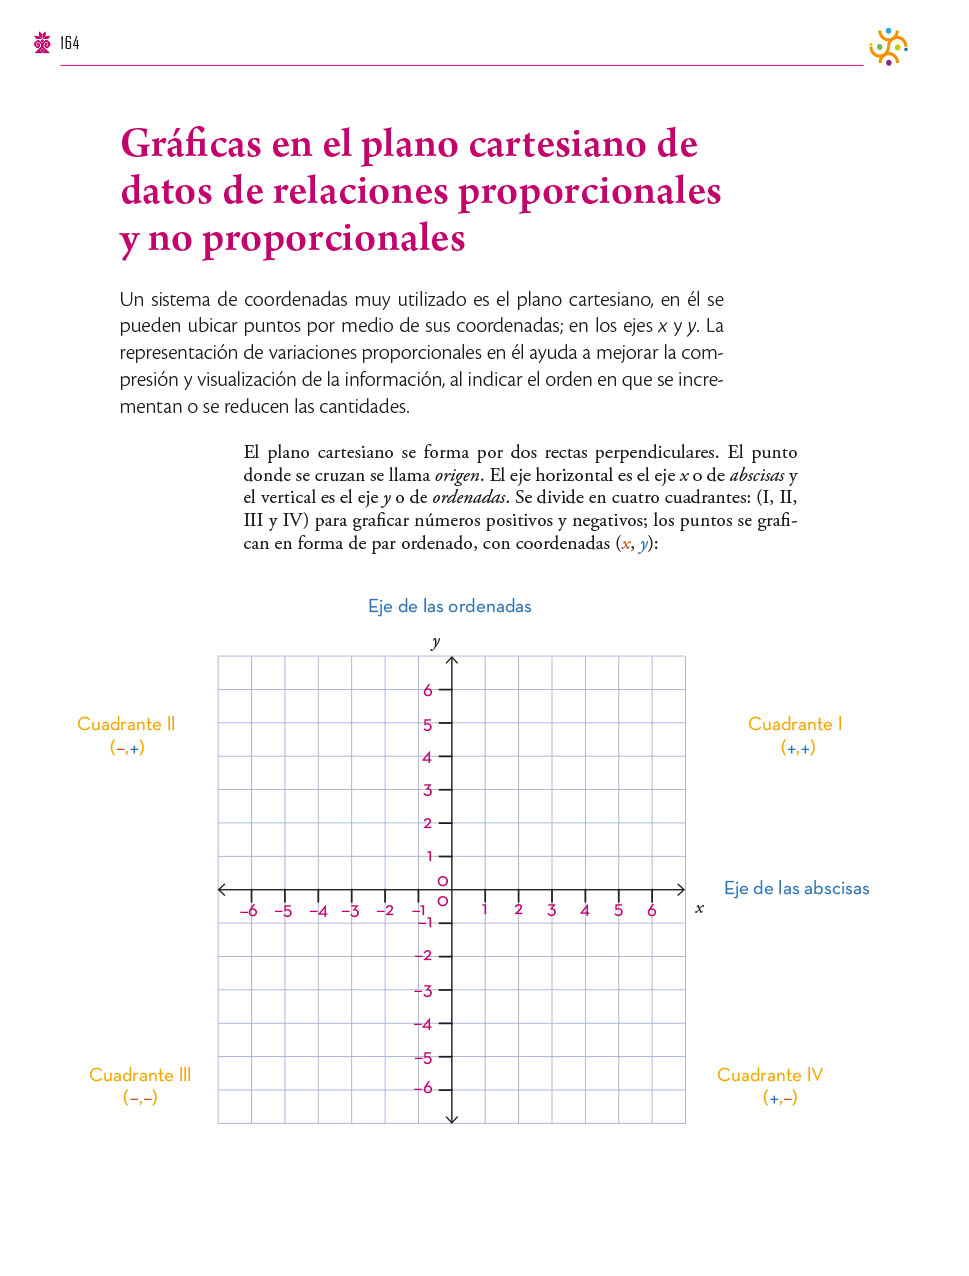 164
Gráficas en el plano cartesiano de
datos de relaciones proporcionales
y no proporcionales
Un sistema de coordenadas muy utilizado es el plano cartesiano, en él se
pueden ubicar puntos por medio de sus coordenadas; en los ejes x y y. La
representación de variaciones proporcionales en él ayuda a mejorar la com-
presión y visualización de la información, al indicar el orden en que se incre-
mentan o se reducen las cantidades.
El plano cartesiano se forma por dos rectas perpendiculares. El punto
donde se cruzan se llama origen. El eje horizontal es el eje x o de abscisas y
el vertical es el eje y o de ordenadas. Se divide en cuatro cuadrantes: (I, II,
III y IV) para graficar números positivos y negativos; los puntos se grafi-
can en forma de par ordenado, con coordenadas (x, y):
Eje de las ordenadas
y
6
Cuadrante II
(–,+)
Cuadrante I
(+,+)
5
4
3
2
1
0
Eje de las abscisas
–6 –5 –4 –3 –2 –1 0 1 2 3 4 5 6 x
–1
–2
–3
–4
–5
–6
Cuadrante III
(–,–)
Cuadrante IV
(+,–)